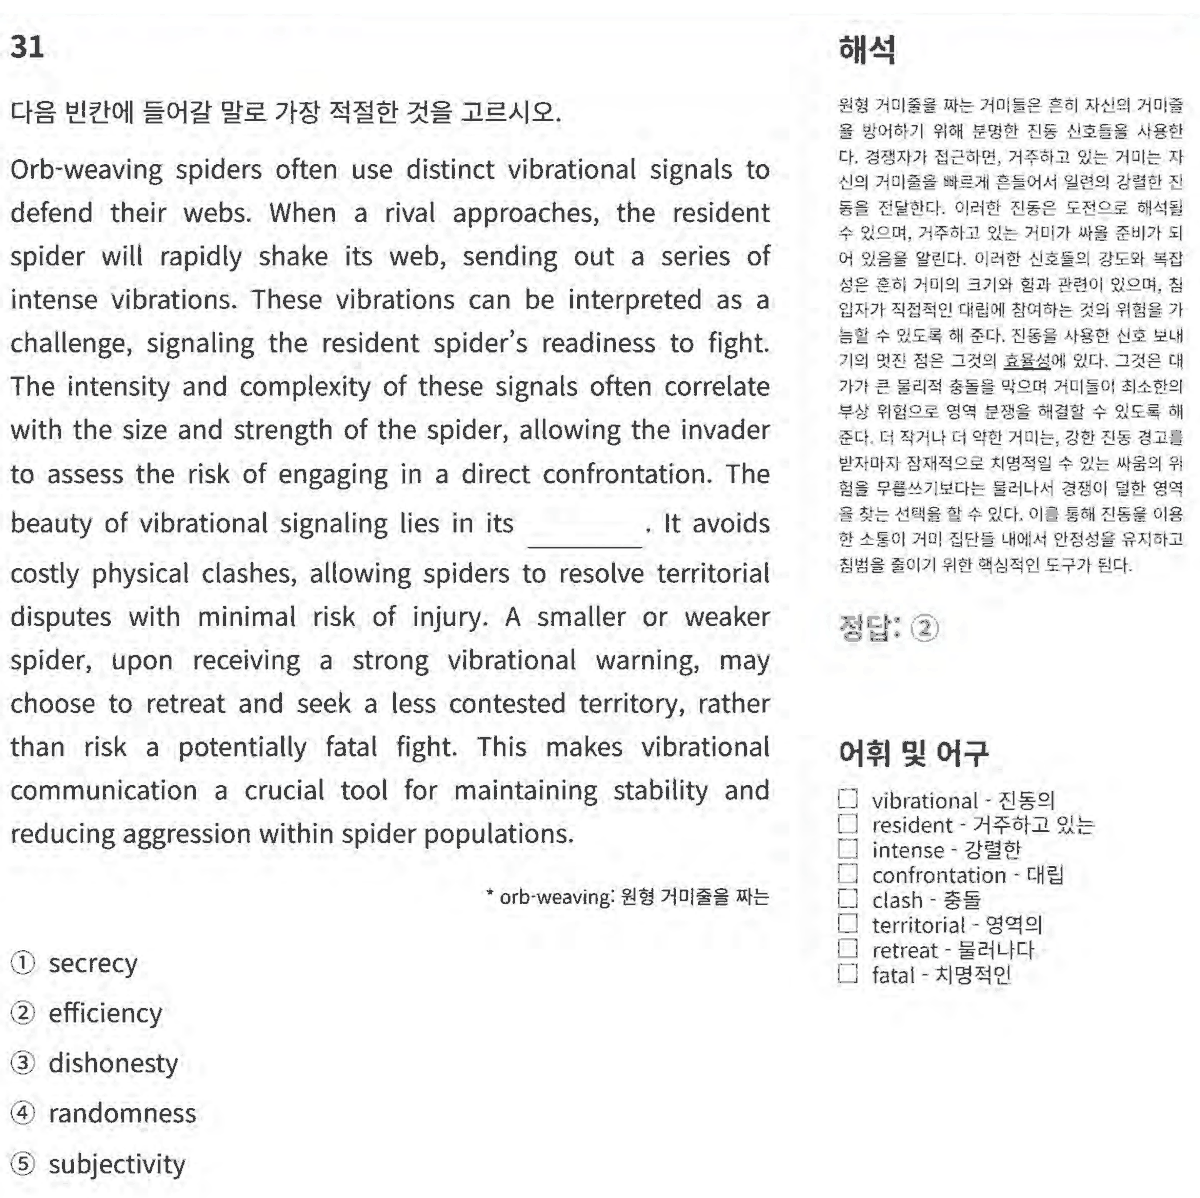 31
다음 빈칸에 들어갈 말로 가장 적절한 것을 고르시오.
Orb-weaving spiders often use distinct vibrational signals to
defend their webs. When a rival approaches, the resident
spider will rapidly shake its web, sending out a series of
intense vibrations. These vibrations can be interpreted as a
challenge, signaling the resident spider's readiness to fight.
The intensity and complexity of these signals often correlate
with the size and strength of the spider, allowing the invader
to assess the risk of engaging in a direct confrontation. The
beauty of vibrational signaling lies in its ________. It avoids
costly physical clashes, allowing spiders to resolve territorial
disputes with minimal risk of injury. A smaller or weaker
spider, upon receiving a strong vibrational warning, may
choose to retreat and seek a less contested territory, rather
than risk a potentially fatal fight. This makes vibrational
communication a crucial tool for maintaining stability and
reducing aggression within spider populations.
* orb-weaving: 원형 거미줄을 짜는
① secrecy
② efficiency
③ dishonesty
④ randomness
⑤ subjectivity
해석
원형 거미줄을 짜는 거미들은 흔히 자신의 거미줄
을 방어하기 위해 분명한 진동 신호들을 사용한
다. 경쟁자가 접근하면, 거주하고 있는 거미는 자
신의 거미줄을 빠르게 흔들어서 일련의 강렬한 진
동을 전달한다. 이러한 진동은 도전으로 해석될
수 있으며, 거주하고 있는 거미가 싸울 준비가 되
어 있음을 알린다. 이러한 신호들의 강도와 복잡
성은 흔히 거미의 크기와 힘과 관련이 있으며, 침
입자가 직접적인 대립에 참여하는 것의 위험을 가
늠할 수 있도록 해 준다. 진동을 사용한 신호 보내
기의 멋진 점은 그것의 효율성에 있다. 그것은 대
가가 큰 물리적 충돌을 막으며 거미들이 최소한의
부상 위험으로 영역 분쟁을 해결할 수 있도록 해
준다. 더 작거나 더 약한 거미는, 강한 진동 경고를
받자마자 잠재적으로 치명적일 수 있는 싸움의 위
험을 무릅쓰기보다는 물러나서 경쟁이 덜한 영역
을 찾는 선택을 할 수 있다. 이를 통해 진동을 이용
한 소통이 거미 집단들 내에서 안정성을 유지하고
침범을 줄이기 위한 핵심적인 도구가 된다.
정답: ②
어휘 및 어구
□ vibrational - 진동의
□ resident - 거주하고 있는
□ intense - 강렬한
□ confrontation - 대립
□ clash - 충돌
□ territorial - 영역의
□ retreat - 물러나다
□ fatal - 치명적인